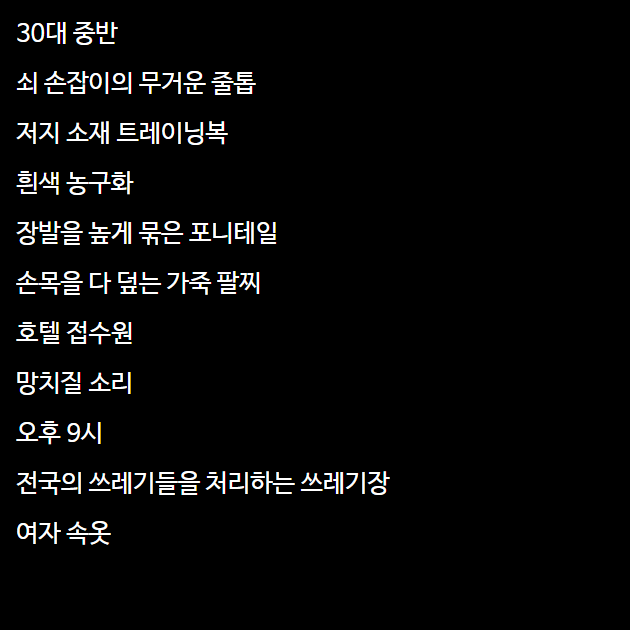 30대 중반
쇠 손잡이의 무거운 줄톱
저지 소재 트레이닝복
흰색 농구화
장발을 높게 묶은 포니테일
손목을 다 덮는 가죽 팔찌
호텔 접수원
망치질 소리
오후 9시
전국의 쓰레기들을 처리하는 쓰레기장
여자 속옷